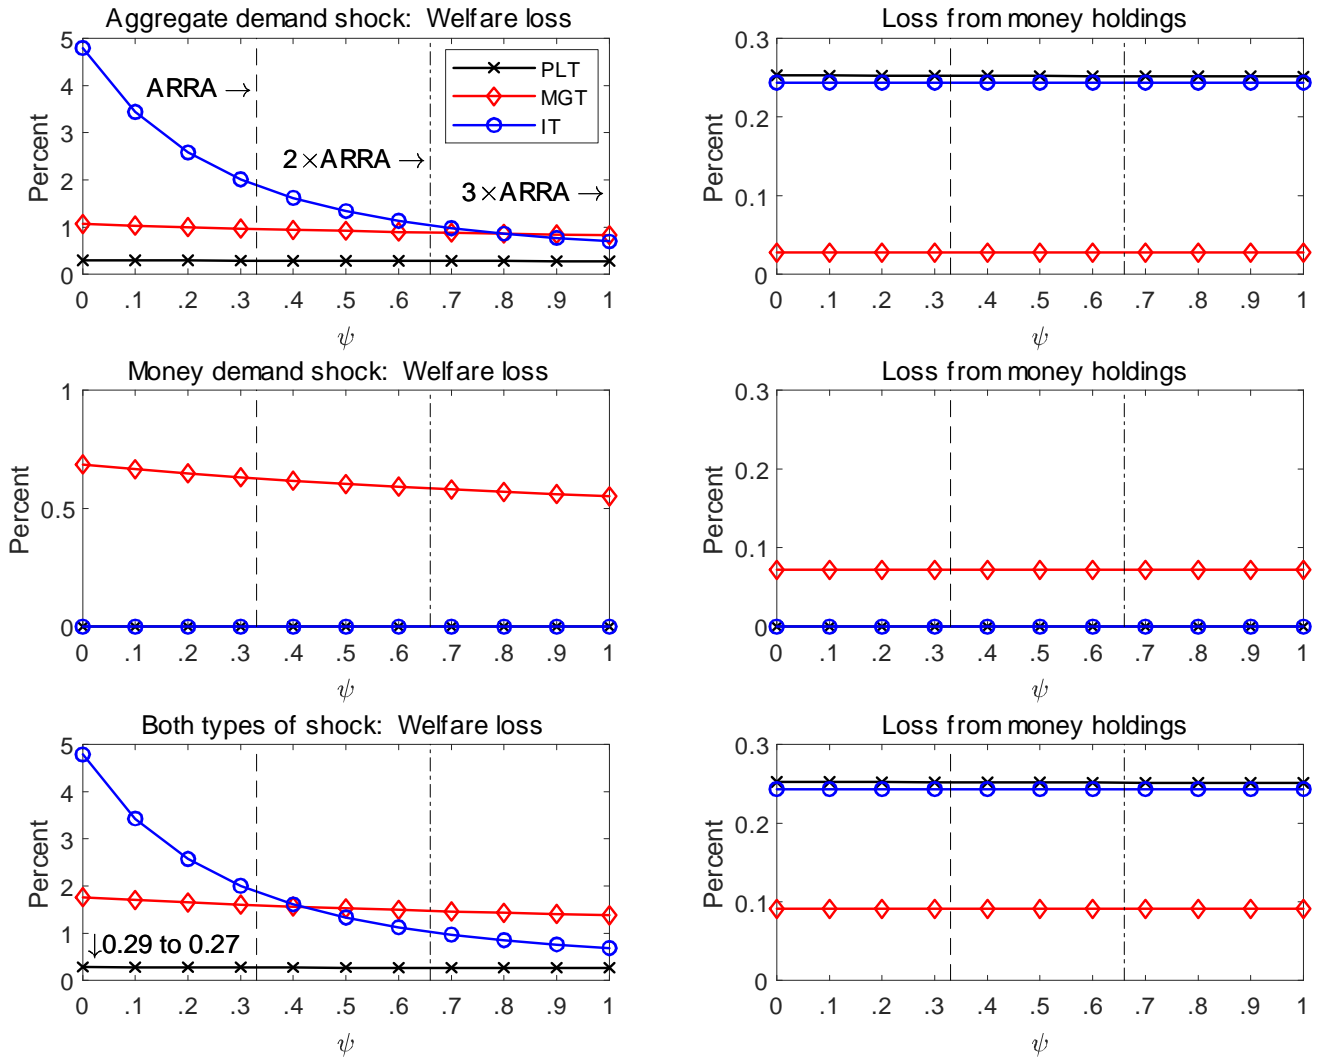 Aggregate demand shock: Welfare loss
5
4
3
2
1
0
Percent
ARRA →
2×ARRA →
3×ARRA →
PLT
MGT
IT
0 .1 .2 .3 .4 .5 .6 .7 .8 .9 1
ψ
Loss from money holdings
0.3
0.2
0.1
0
Percent
0 .1 .2 .3 .4 .5 .6 .7 .8 .9 1
ψ
Money demand shock: Welfare loss
1
0.5
0
Percent
0 .1 .2 .3 .4 .5 .6 .7 .8 .9 1
ψ
Loss from money holdings
0.3
0.2
0.1
0
Percent
0 .1 .2 .3 .4 .5 .6 .7 .8 .9 1
ψ
Both types of shock: Welfare loss
5
4
3
2
1
0
Percent
↓0.29 to 0.27
0 .1 .2 .3 .4 .5 .6 .7 .8 .9 1
ψ
Loss from money holdings
0.3
0.2
0.1
0
Percent
0 .1 .2 .3 .4 .5 .6 .7 .8 .9 1
ψ